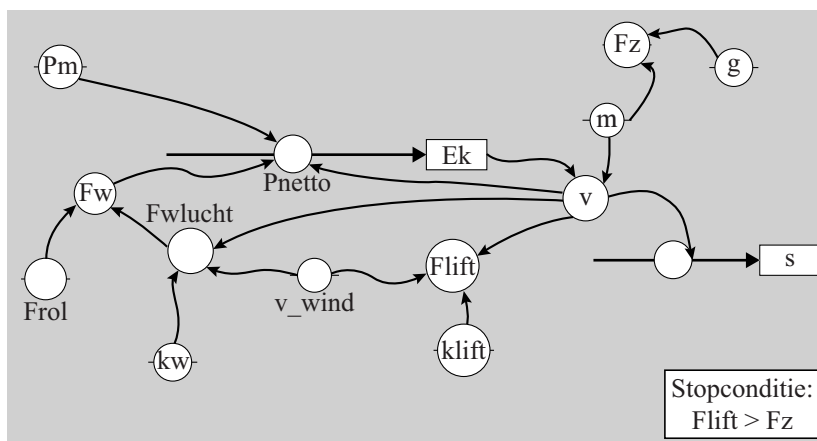 Pm
Fz
g
m
Ek
Pnetto
Fw
v
Fwlucht
Flift
s
Frol
v_wind
kw
klift
Stopconditie:
Flift > Fz